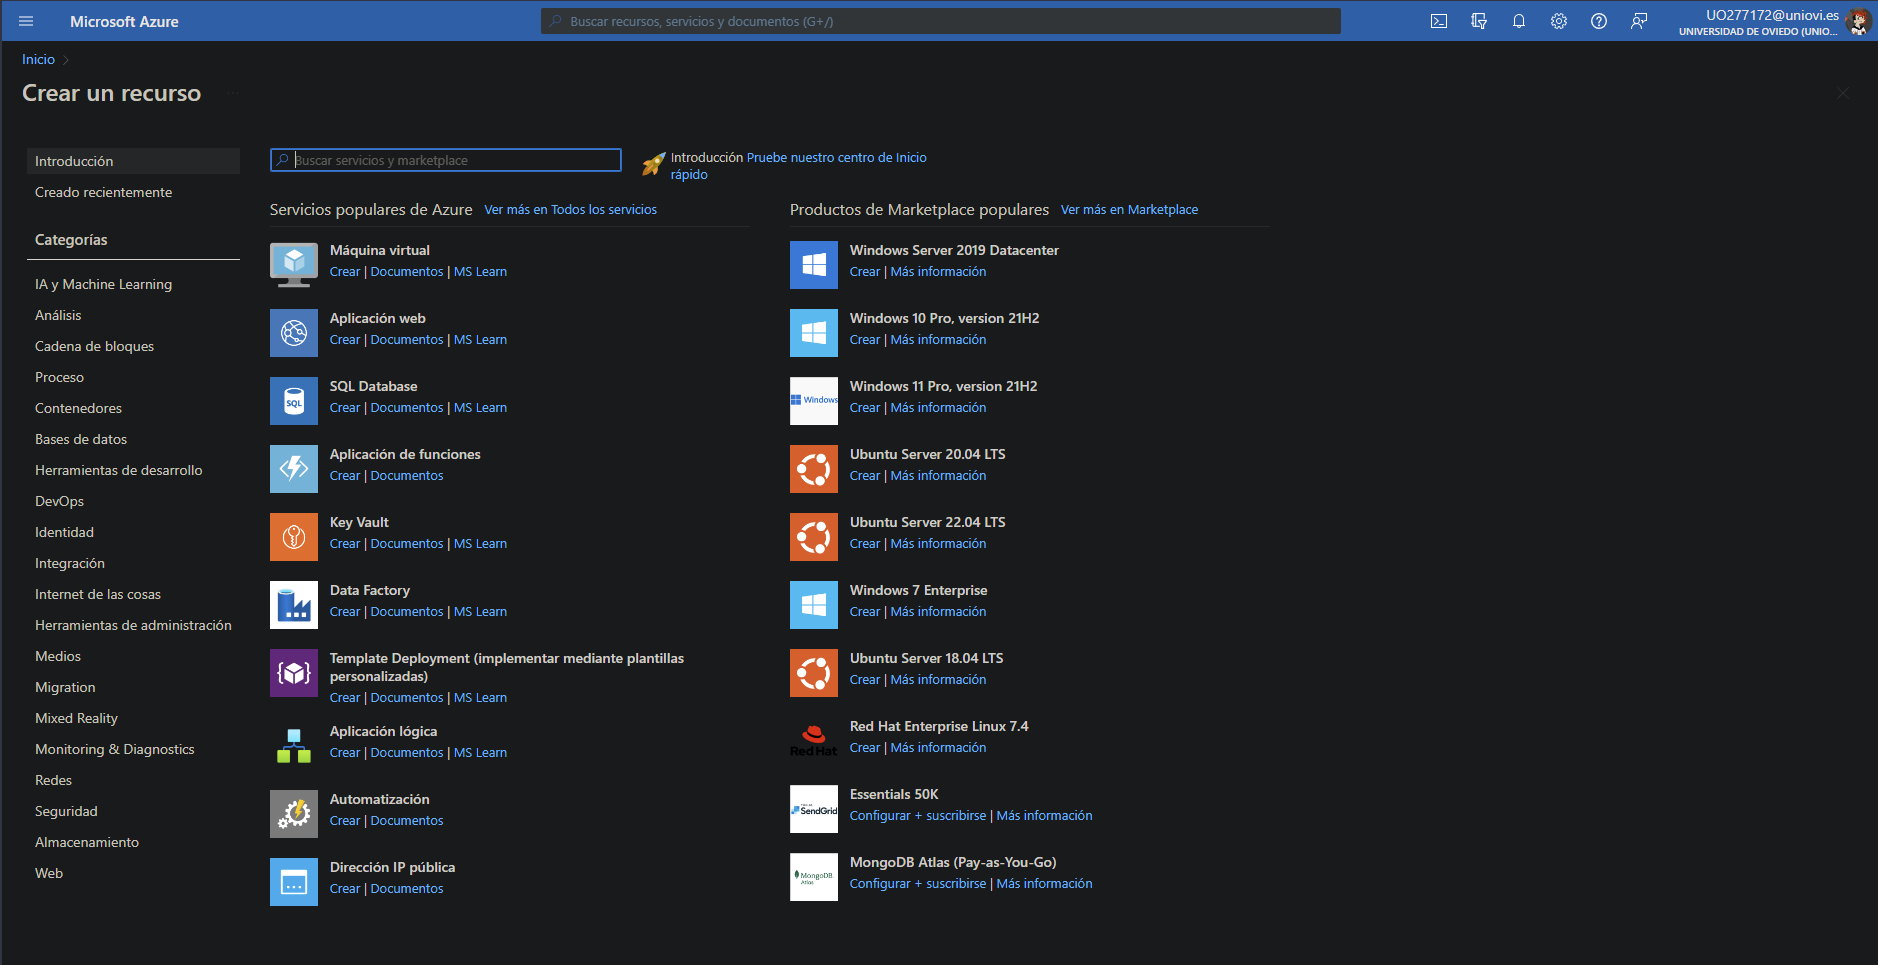 Microsoft Azure
Buscar recursos, servicios y documentos (G+/)
UO277172@uniovi.es
UNIVERSIDAD DE OVIEDO (UNIO...
Inicio
Crear un recurso
Introducción
Creado recientemente
Categorías
IA y Machine Learning
Análisis
Cadena de bloques
Proceso
Contenedores
Bases de datos
Herramientas de desarrollo
DevOps
Identidad
Integración
Internet de las cosas
Herramientas de administración
Medios
Migration
Mixed Reality
Monitoring & Diagnostics
Redes
Seguridad
Almacenamiento
Web
Buscar servicios y marketplace
Introducción Pruebe nuestro centro de Inicio
rápido
Servicios populares de Azure Ver más en Todos los servicios
Máquina virtual
Crear | Documentos | MS Learn
Aplicación web
Crear | Documentos | MS Learn
SQL
SQL Database
Crear | Documentos | MS Learn
Aplicación de funciones
Crear | Documentos
Key Vault
Crear | Documentos | MS Learn
Data Factory
Crear | Documentos | MS Learn
Template Deployment (implementar mediante plantillas
personalizadas)
Crear | Documentos | MS Learn
Aplicación lógica
Crear | Documentos | MS Learn
Automatización
Crear | Documentos
Dirección IP pública
Crear | Documentos
Productos de Marketplace populares Ver más en Marketplace
Windows Server 2019 Datacenter
Crear | Más información
Windows 10 Pro, version 21H2
Crear | Más información
Windows
Windows 11 Pro, version 21H2
Crear | Más información
Ubuntu Server 20.04 LTS
Crear | Más información
Ubuntu Server 22.04 LTS
Crear | Más información
Windows 7 Enterprise
Crear | Más información
Ubuntu Server 18.04 LTS
Crear | Más información
Red Hat
Red Hat Enterprise Linux 7.4
Crear | Más información
SendGrid
Essentials 50K
Configurar + suscribirse | Más información
MongoDB.
Atlas
MongoDB Atlas (Pay-as-You-Go)
Configurar + suscribirse | Más información